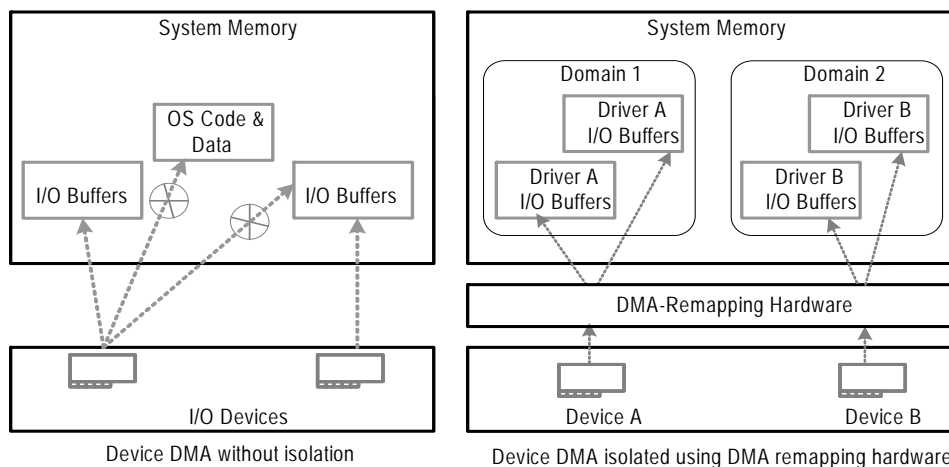 System Memory
OS Code &
Data
I/O Buffers
I/O Buffers
I/O Devices
Device DMA without isolation
System Memory
Domain 1
Driver A
I/O Buffers
Driver A
I/O Buffers
Domain 2
Driver B
I/O Buffers
Driver B
I/O Buffers
DMA-Remapping Hardware
Device A
Device B
Device DMA isolated using DMA remapping hardware